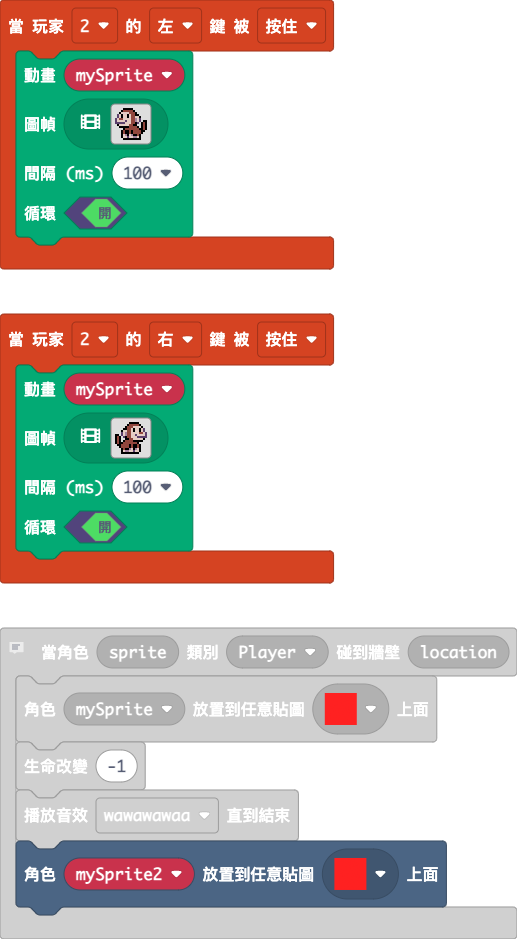 當 玩家 2 的 左 鍵 被 按住
動畫 mySprite
圖幀
間隔 (ms) 100
循環 開
當 玩家 2 的 右 鍵 被 按住
動畫 mySprite
圖幀
間隔 (ms) 100
循環 開
當角色 sprite 類別 Player 碰到牆壁 location
角色 mySprite 放置到任意貼圖 上面
生命改變 -1
播放音效 wawawawaa 直到結束
角色 mySprite2 放置到任意貼圖 上面